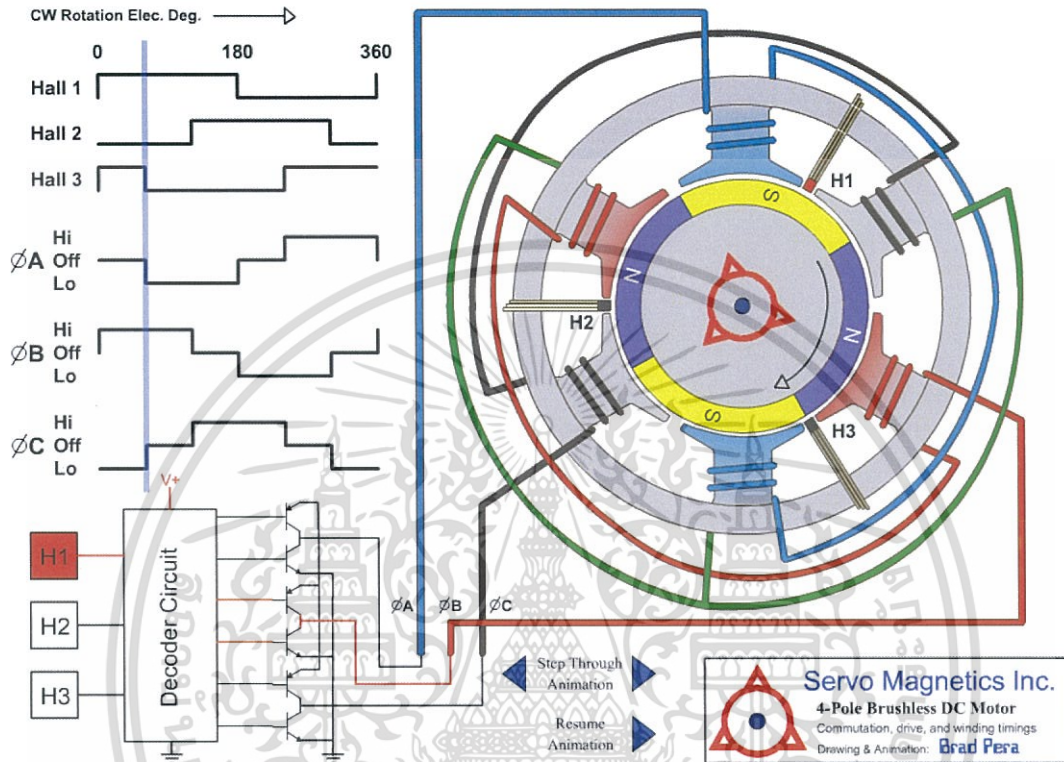 CW Rotation Elec. Deg.
0 180 360
Hall 1
Hall 2
Hall 3
ØA Hi Off Lo
ØB Hi Off Lo
ØC Hi Off Lo
V+
H1
H2
H3
Decoder Circuit
ØA ØB ØC
S
N
N
S
H1
H2
H3
Step Through
Animation
Resume
Animation
Servo Magnetics Inc.
4-Pole Brushless DC Motor
Commutation, drive, and winding timings
Drawing & Animation: Brad Pera